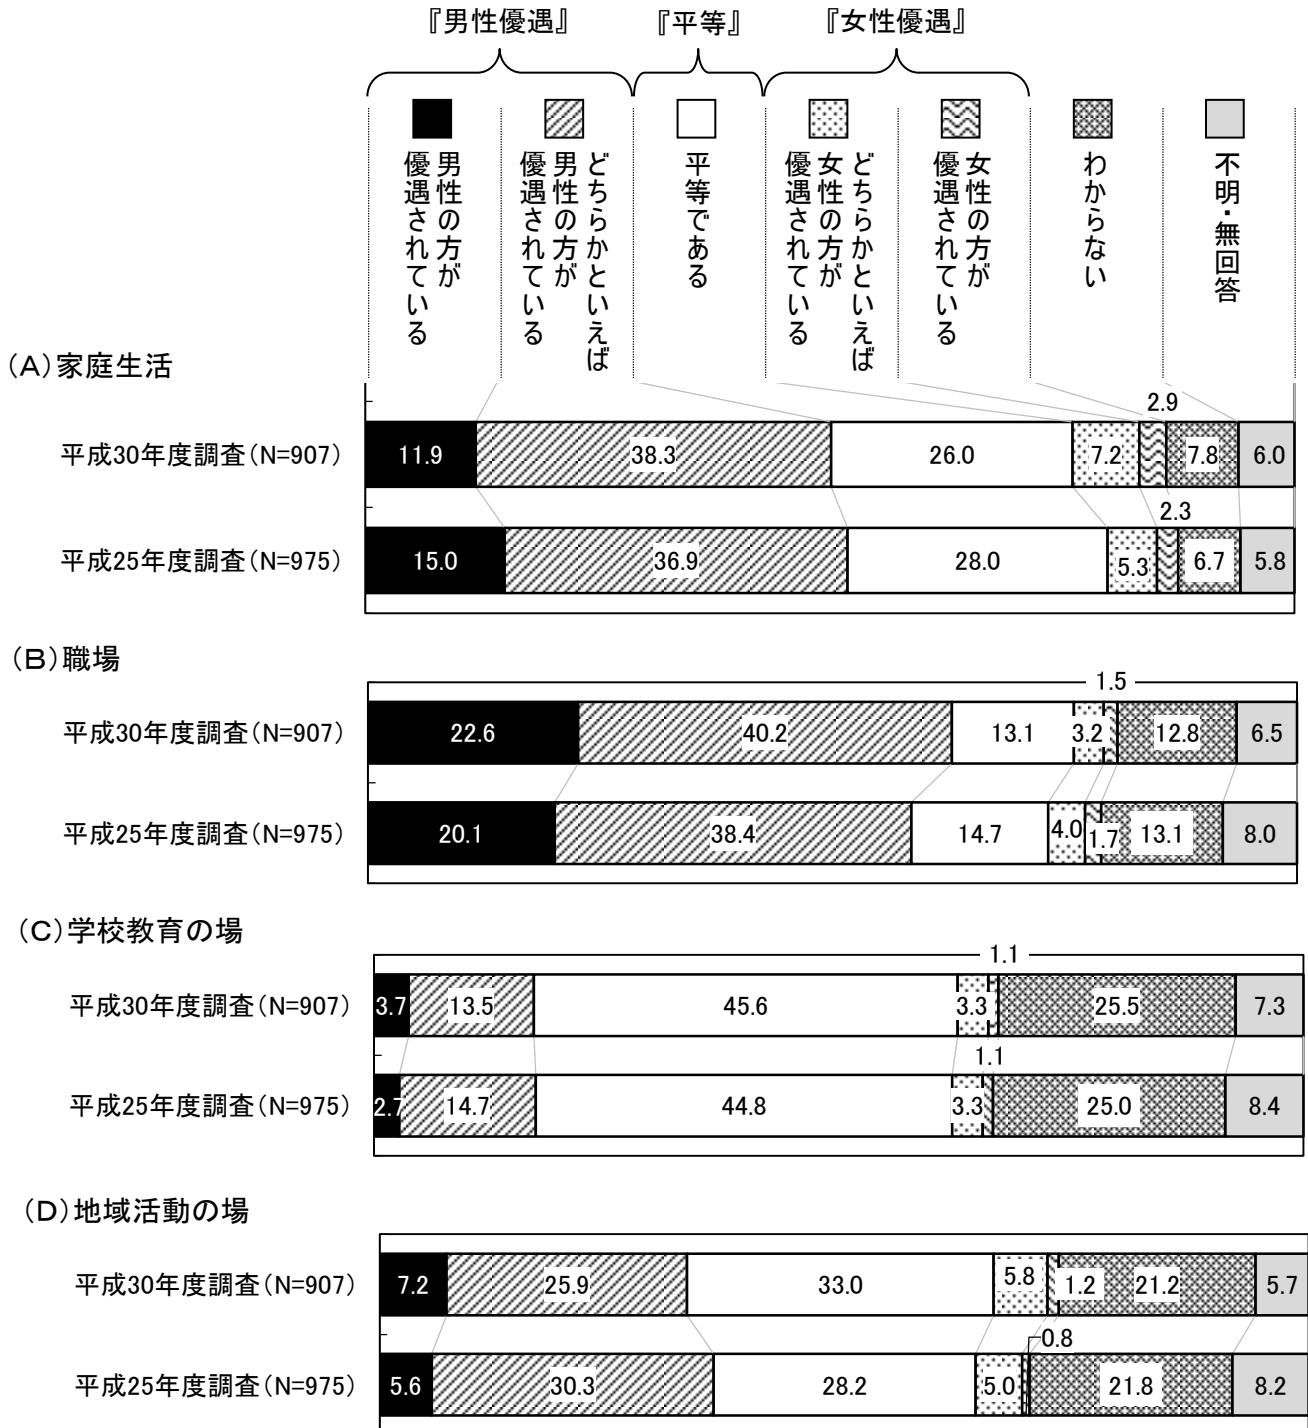 『男性優遇』 『平等』 『女性優遇』
男性の方が
優遇されている
どちらかといえば
男性の方が
優遇されている
平等である
どちらかといえば
女性の方が
優遇されている
女性の方が
優遇されている
わからない
不明・無回答
(A)家庭生活
2.9
平成30年度調査(N=907) 11.9 38.3 26.0 7.2 7.8 6.0
2.3
平成25年度調査(N=975) 15.0 36.9 28.0 5.3 6.7 5.8
(B)職場
1.5
平成30年度調査(N=907) 22.6 40.2 13.1 3.2 12.8 6.5
平成25年度調査(N=975) 20.1 38.4 14.7 4.0 1.7 13.1 8.0
(C)学校教育の場
1.1
平成30年度調査(N=907) 3.7 13.5 45.6 3.3 25.5 7.3
1.1
平成25年度調査(N=975) 2.7 14.7 44.8 3.3 25.0 8.4
(D)地域活動の場
平成30年度調査(N=907) 7.2 25.9 33.0 5.8 1.2 21.2 5.7
0.8
平成25年度調査(N=975) 5.6 30.3 28.2 5.0 21.8 8.2